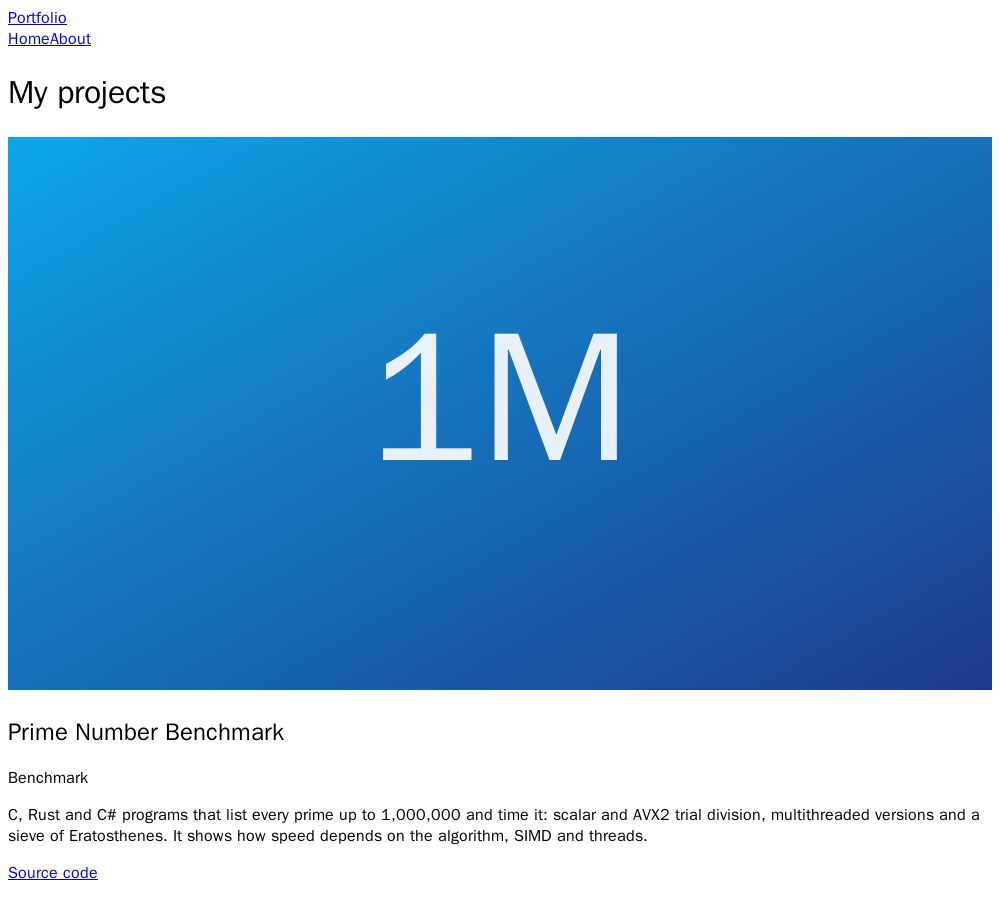 Portfolio
HomeAbout
My projects
1M
Prime Number Benchmark
Benchmark
C, Rust and C# programs that list every prime up to 1,000,000 and time it: scalar and AVX2 trial division, multithreaded versions and a
sieve of Eratosthenes. It shows how speed depends on the algorithm, SIMD and threads.
Source code